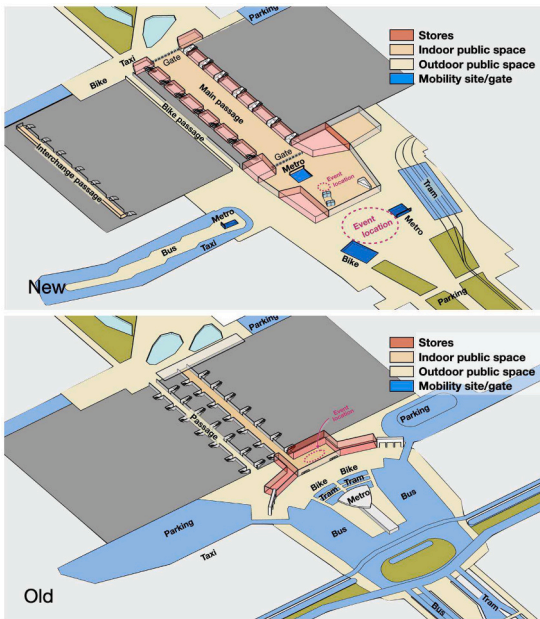 Parking
Stores
Indoor public space
Outdoor public space
Mobility site/gate
Taxi
Gate
Bike
Main passage
Bike passage
Interchange passage
Gate
Metro
Event
location
Tram
Event
location
Metro
Metro
Bus
Taxi
Bike
Parking
New
Parking
Stores
Indoor public space
Outdoor public space
Mobility site/gate
Passage
Event
location
Parking
Bike
Bike
Tram
Tram
Metro
Bus
Bus
Parking
Taxi
Tram
Bus
Old